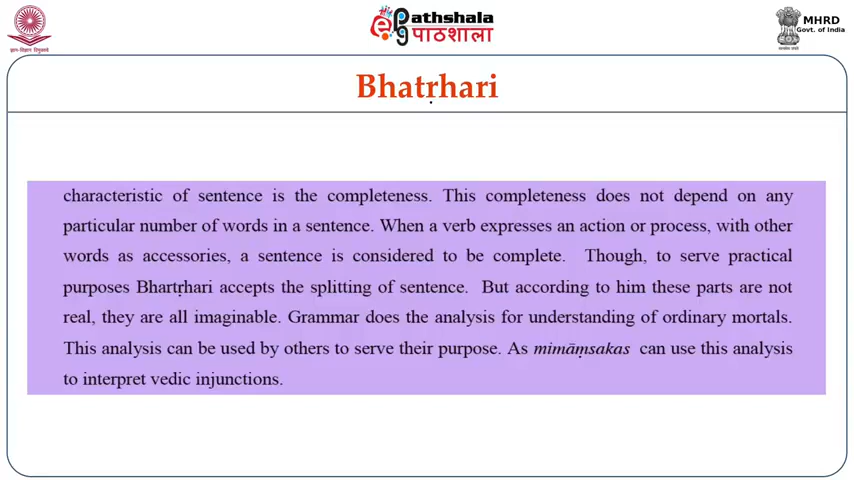 ePathshala
पाठशाला
MHRD
Govt. of India
Bhatṛhari
characteristic of sentence is the completeness. This completeness does not depend on any
particular number of words in a sentence. When a verb expresses an action or process, with other
words as accessories, a sentence is considered to be complete. Though, to serve practical
purposes Bhartṛhari accepts the splitting of sentence. But according to him these parts are not
real, they are all imaginable. Grammar does the analysis for understanding of ordinary mortals.
This analysis can be used by others to serve their purpose. As mimāṃsakas can use this analysis
to interpret vedic injunctions.